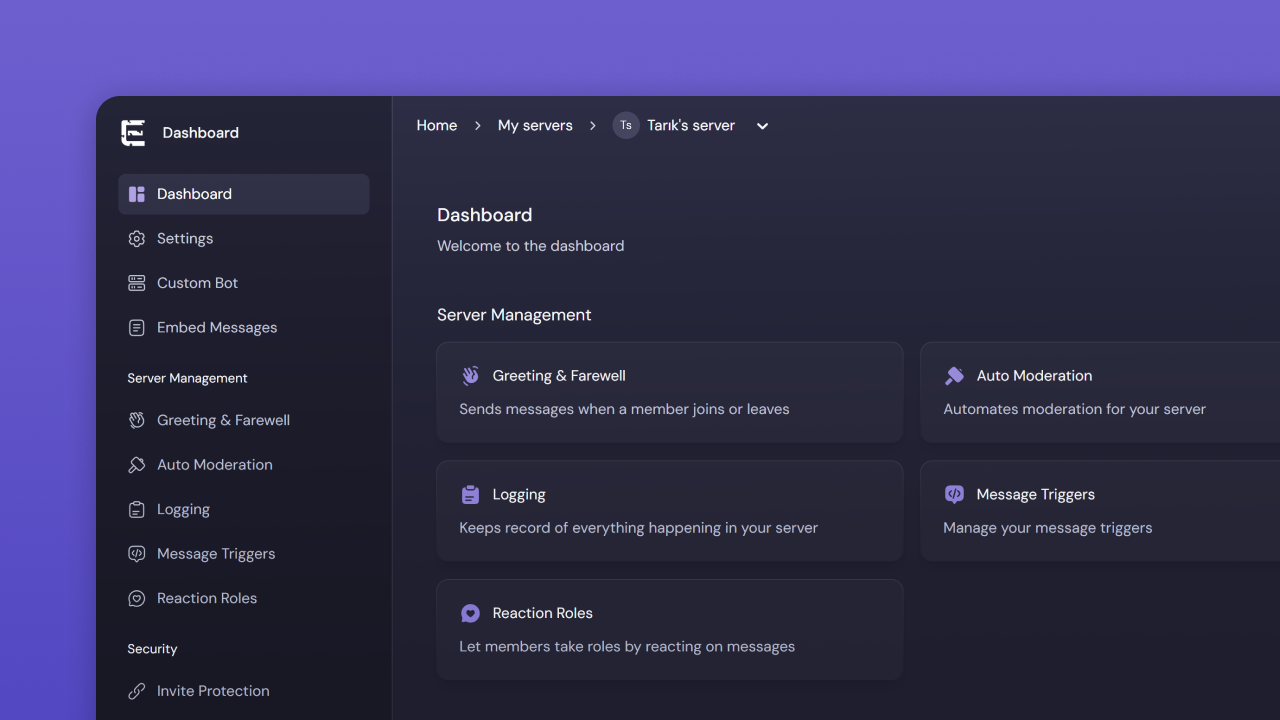 Dashboard
Dashboard
Settings
Custom Bot
Embed Messages
Server Management
Greeting & Farewell
Auto Moderation
Logging
Message Triggers
Reaction Roles
Security
Invite Protection
Home > My servers > Ts Tarık's server
Dashboard
Welcome to the dashboard
Server Management
Greeting & Farewell
Sends messages when a member joins or leaves
Auto Moderation
Automates moderation for your server
Logging
Keeps record of everything happening in your server
Message Triggers
Manage your message triggers
Reaction Roles
Let members take roles by reacting on messages